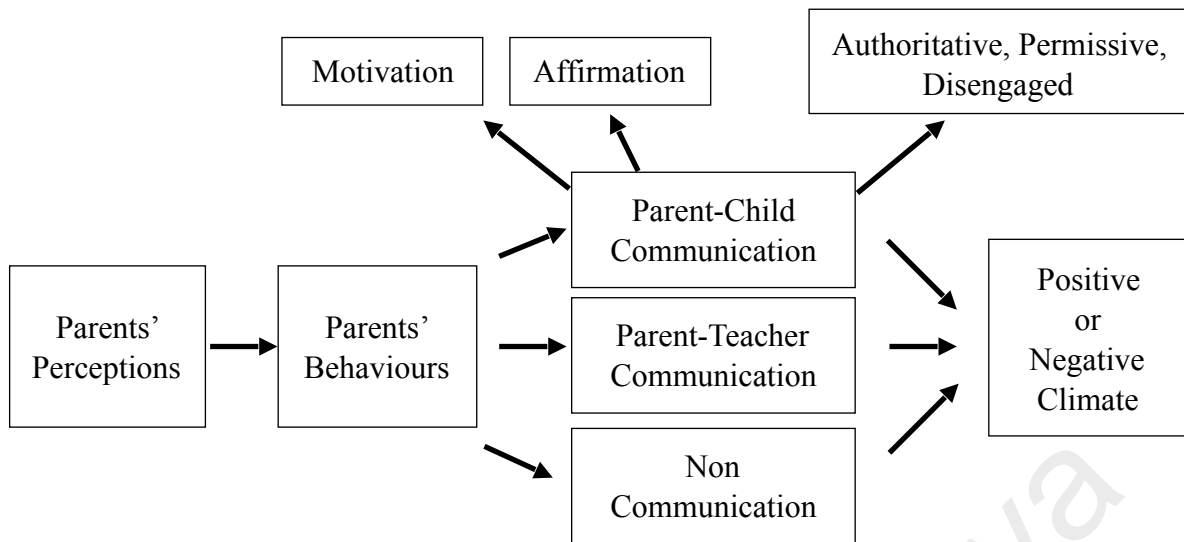 Motivation
Affirmation
Authoritative, Permissive,
Disengaged
Parent-Child
Communication
Parents’
Perceptions
Parents’
Behaviours
Parent-Teacher
Communication
Non
Communication
Positive
or
Negative
Climate